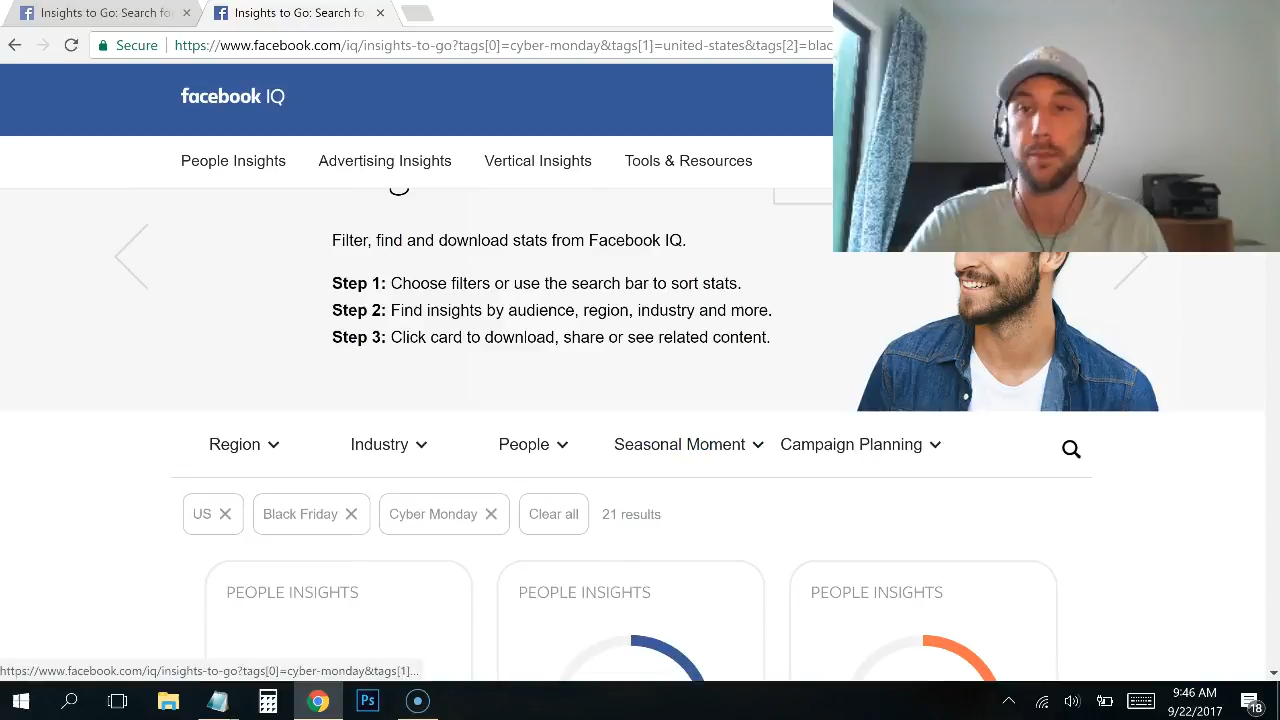 Insights to Go: Search fo
Insights to Go: Search fo
Secure https://www.facebook.com/iq/insights-to-go?tags[0]=cyber-monday&tags[1]=united-states&tags[2]=blac
facebook IQ
People Insights Advertising Insights Vertical Insights Tools & Resources
Filter, find and download stats from Facebook IQ.
Step 1: Choose filters or use the search bar to sort stats.
Step 2: Find insights by audience, region, industry and more.
Step 3: Click card to download, share or see related content.
Region Industry People Seasonal Moment Campaign Planning
US Black Friday Cyber Monday Clear all 21 results
PEOPLE INSIGHTS PEOPLE INSIGHTS PEOPLE INSIGHTS
https://www.facebook.com/iq/insights-to-go?tags[0]=cyber-monday&tags[1]...
Ps
9:46 AM
9/22/2017
18